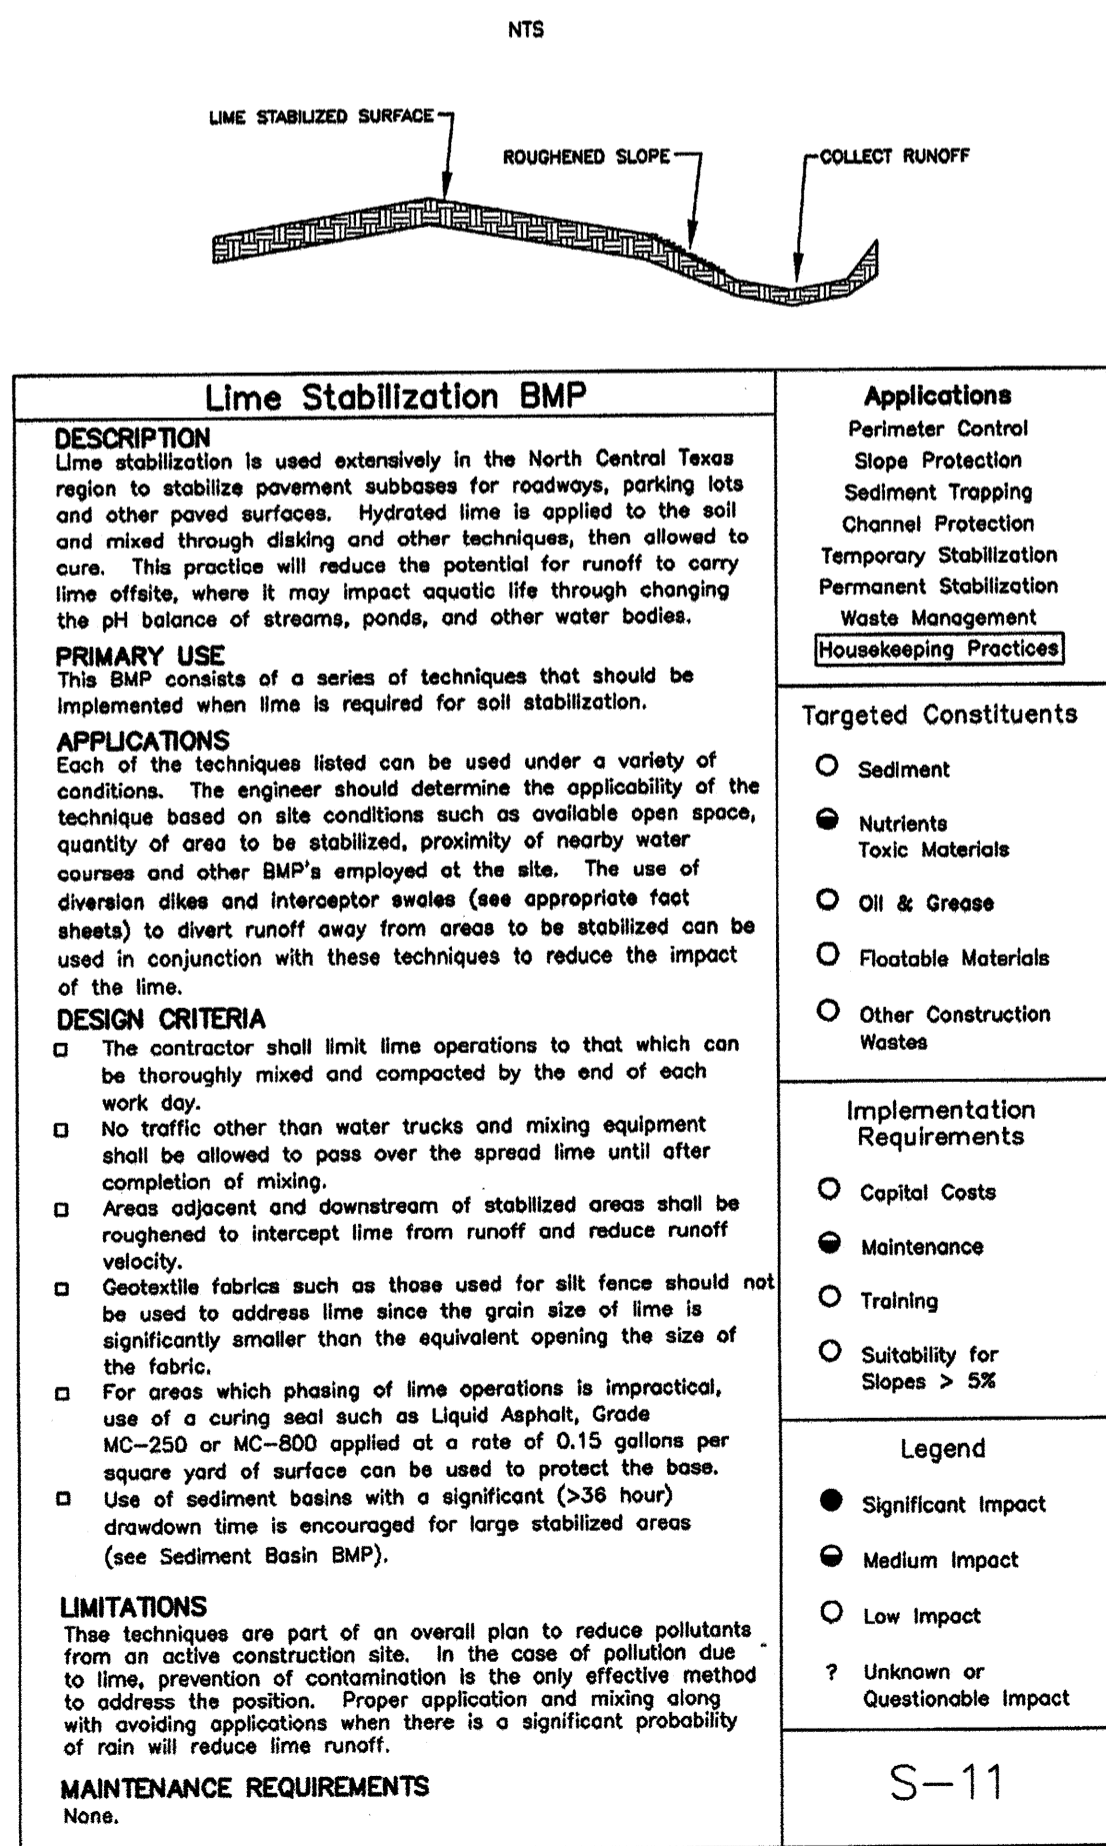 NTS
LIME STABILIZED SURFACE
ROUGHENED SLOPE
COLLECT RUNOFF
Lime Stabilization BMP
DESCRIPTION
Lime stabilization is used extensively in the North Central Texas
region to stabilize pavement subbases for roadways, parking lots
and other paved surfaces. Hydrated lime is applied to the soil
and mixed through disking and other techniques, then allowed to
cure. This practice will reduce the potential for runoff to carry
lime offsite, where it may impact aquatic life through changing
the pH balance of streams, ponds, and other water bodies.
PRIMARY USE
This BMP consists of a series of techniques that should be
implemented when lime is required for soil stabilization.
APPLICATIONS
Each of the techniques listed can be used under a variety of
conditions. The engineer should determine the applicability of the
technique based on site conditions such as available open space,
quantity of area to be stabilized, proximity of nearby water
courses and other BMP's employed at the site. The use of
diversion dikes and interceptor swales (see appropriate fact
sheets) to divert runoff away from areas to be stabilized can be
used in conjunction with these techniques to reduce the impact
of the lime.
DESIGN CRITERIA
The contractor shall limit lime operations to that which can
be thoroughly mixed and compacted by the end of each
work day.
No traffic other than water trucks and mixing equipment
shall be allowed to pass over the spread lime until after
completion of mixing.
Areas adjacent and downstream of stabilized areas shall be
roughened to intercept lime from runoff and reduce runoff
velocity.
Geotextile fabrics such as those used for silt fence should not
be used to address lime since the grain size of lime is
significantly smaller than the equivalent opening the size of
the fabric.
For areas which phasing of lime operations is impractical,
use of a curing seal such as Liquid Asphalt, Grade
MC-250 or MC-800 applied at a rate of 0.15 gallons per
square yard of surface can be used to protect the base.
Use of sediment basins with a significant (>36 hour)
drawdown time is encouraged for large stabilized areas
(see Sediment Basin BMP).
LIMITATIONS
Thse techniques are part of an overall plan to reduce pollutants
from an active construction site. In the case of pollution due
to lime, prevention of contamination is the only effective method
to address the position. Proper application and mixing along
with avoiding applications when there is a significant probability
of rain will reduce lime runoff.
MAINTENANCE REQUIREMENTS
None.
Applications
Perimeter Control
Slope Protection
Sediment Trapping
Channel Protection
Temporary Stabilization
Permanent Stabilization
Waste Management
Housekeeping Practices
Targeted Constituents
Sediment
Nutrients
Toxic Materials
Oil & Grease
Floatable Materials
Other Construction
Wastes
Implementation
Requirements
Capital Costs
Maintenance
Training
Suitability for
Slopes > 5%
Legend
Significant Impact
Medium Impact
Low Impact
? Unknown or
Questionable Impact
S-11